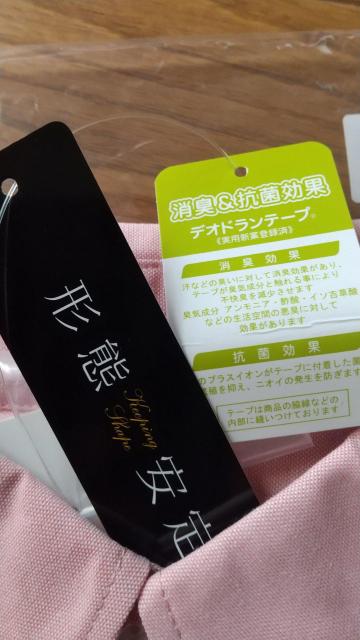 形態安定
Keeping
Shape
消臭&抗菌効果
デオドランテープ®
《実用新案登録済》
消臭効果
汗などの臭いに対して消臭効果があり、
テープが臭気成分と触れる事により
不快臭を減少させます
臭気成分 アンモニア・酢酸・イソ吉草酸
などの生活空間の悪臭に対して
効果があります
抗菌効果
のプラスイオンがテープに付着した
繁殖を抑え、ニオイの発生を防ぎます
テープは商品の脇線などの
内部に縫いつけております